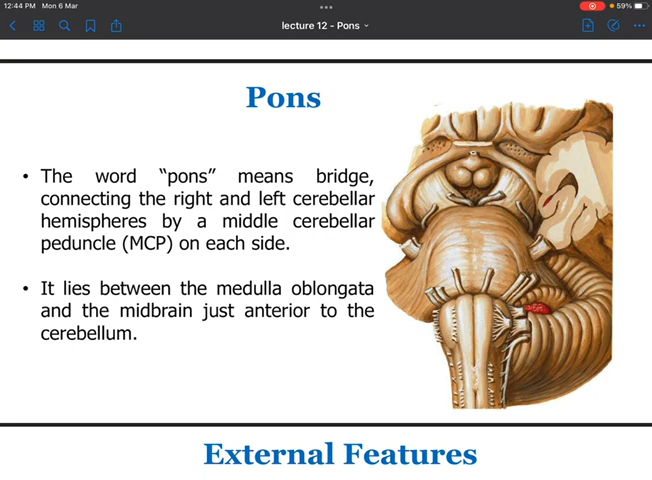 12:44 PM Mon 6 Mar
59%
lecture 12 - Pons
Pons
• The word “pons” means bridge,
connecting the right and left cerebellar
hemispheres by a middle cerebellar
peduncle (MCP) on each side.
• It lies between the medulla oblongata
and the midbrain just anterior to the
cerebellum.
External Features